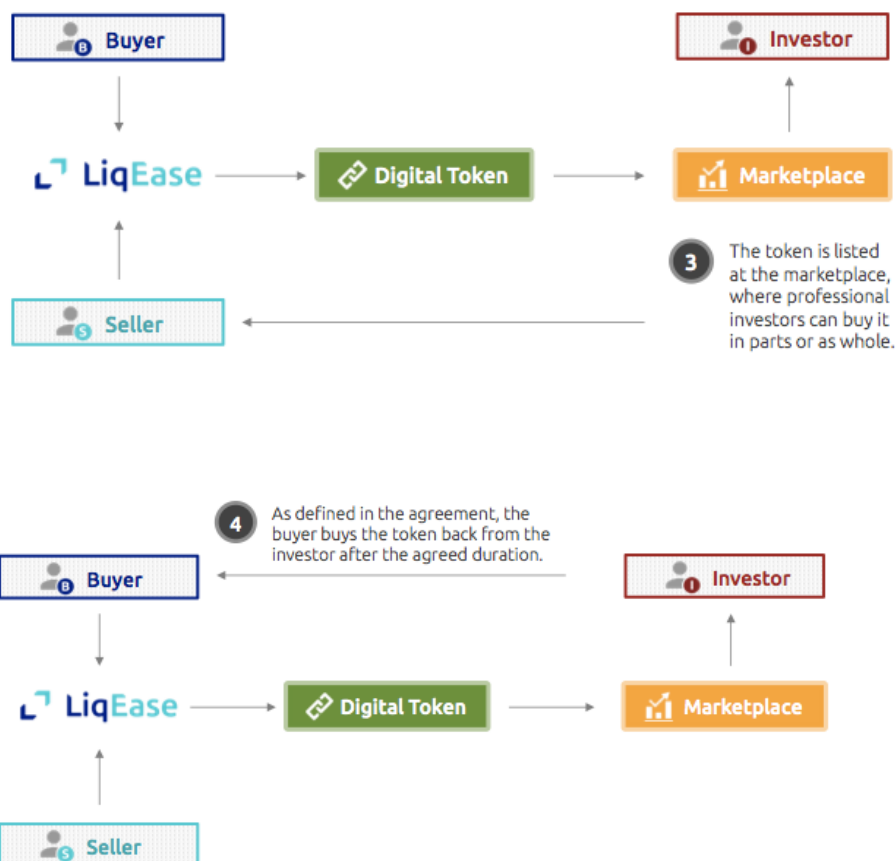 B Buyer
I Investor
LiqEase
Digital Token
Marketplace
3
The token is listed
at the marketplace,
where professional
investors can buy it
in parts or as whole.
S Seller
4
As defined in the agreement, the
buyer buys the token back from the
investor after the agreed duration.
B Buyer
I Investor
LiqEase
Digital Token
Marketplace
S Seller